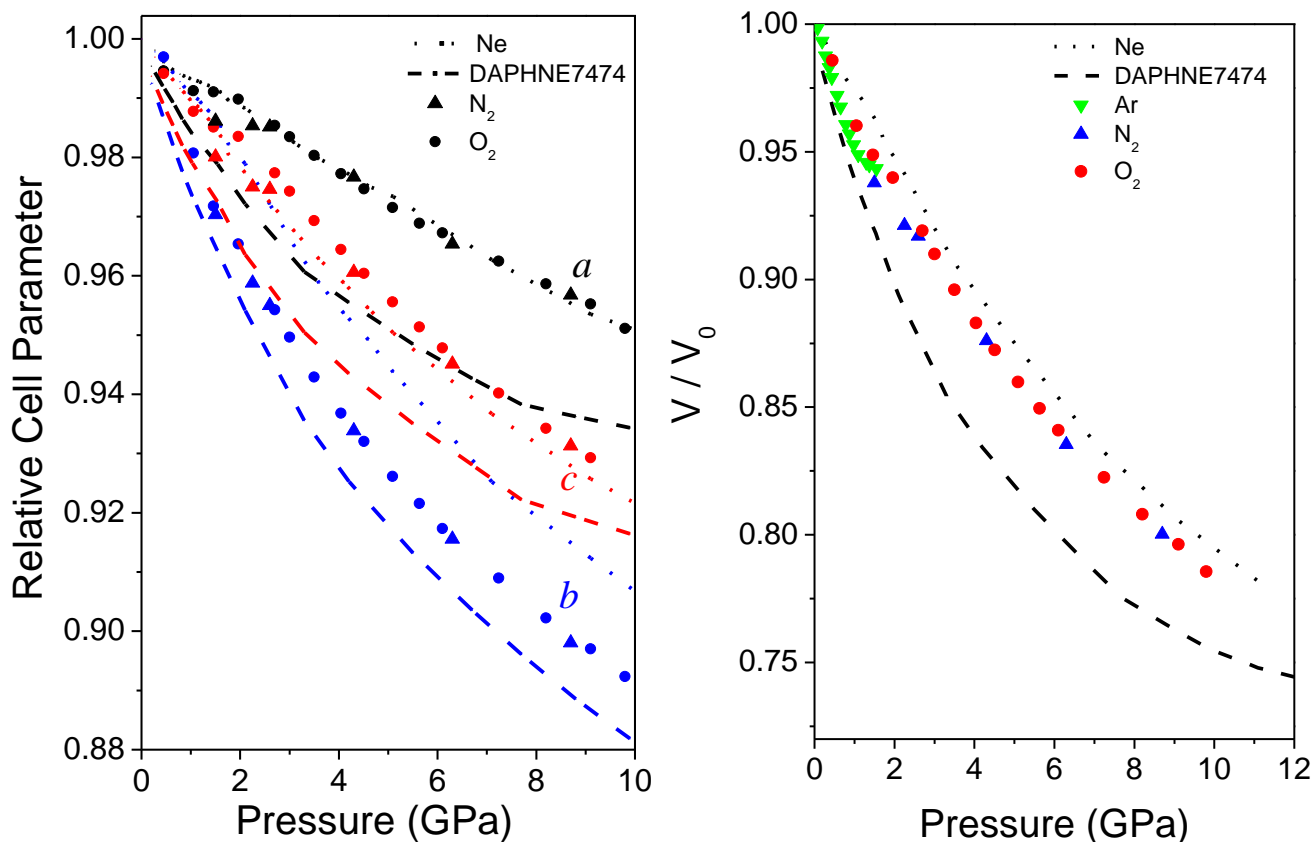 1.00
0.98
0.96
0.94
0.92
0.90
0.88
Relative Cell Parameter
Ne
DAPHNE7474
N₂
O₂
a
c
b
0 2 4 6 8 10
Pressure (GPa)
1.00
0.95
0.90
0.85
0.80
0.75
V / V₀
Ne
DAPHNE7474
Ar
N₂
O₂
0 2 4 6 8 10 12
Pressure (GPa)